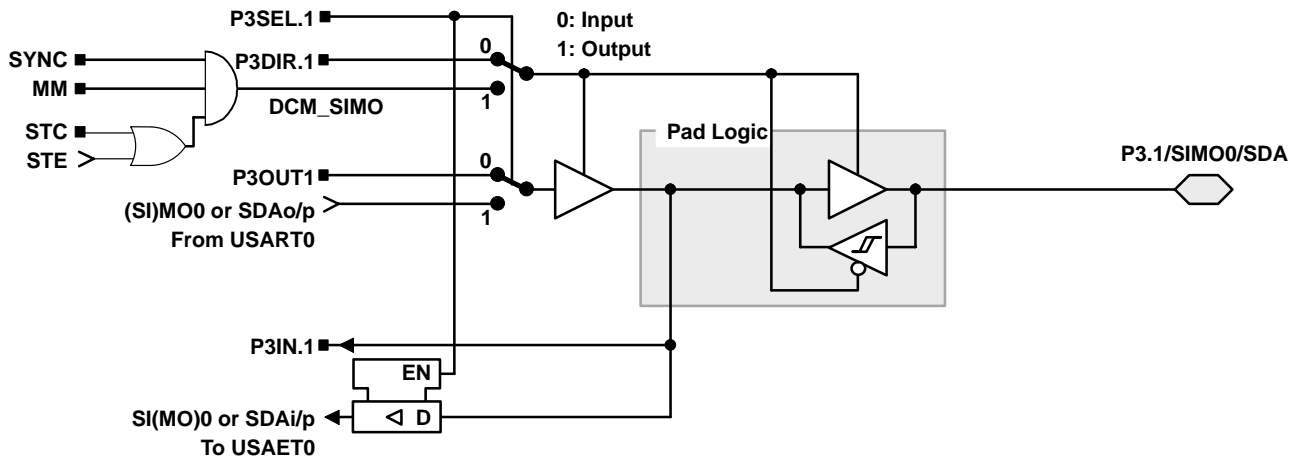 P3SEL.1
0: Input
1: Output
SYNC
P3DIR.1
0
MM
1
DCM_SIMO
STC
STE
Pad Logic
P3.1/SIMO0/SDA
P3OUT1
0
(SI)MO0 or SDAo/p
From USART0
1
P3IN.1
EN
SI(MO)0 or SDAi/p
To USAET0
D